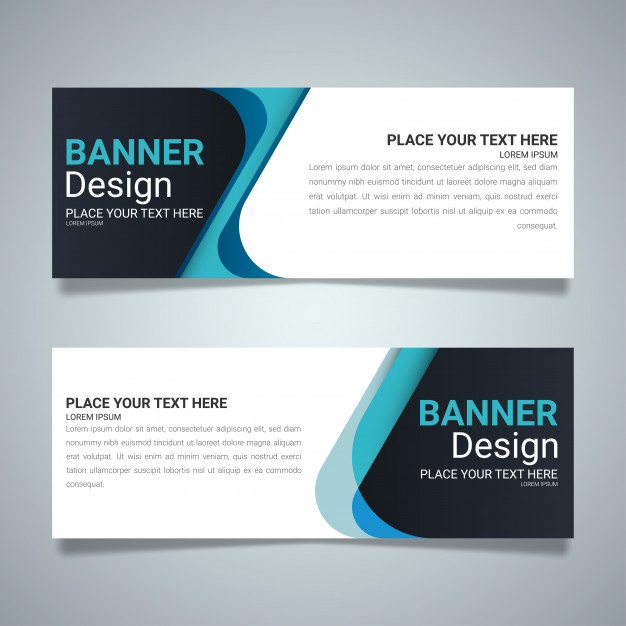 BANNER
Design
PLACE YOUR TEXT HERE
LOREM IPSUM
PLACE YOUR TEXT HERE
LOREM IPSUM
Lorem ipsum dolor sit amet, consectetuer adipiscing
elit, sed diam nonummy nibh euismod tincidunt ut
laoreet dolore magna aliquam erat volutpat. Ut wisi
enim ad minim veniam, quis nostrud exerci tation
ullamcorper suscipit lobortis nisl ut aliquip ex ea commodo
consequat.
PLACE YOUR TEXT HERE
LOREM IPSUM
Lorem ipsum dolor sit amet, consectetuer adipiscing
elit, sed diam nonummy nibh euismod tincidunt ut
laoreet dolore magna aliquam erat volutpat. Ut wisi
enim ad minim veniam, quis nostrud exerci tation
ullamcorper suscipit lobortis nisl ut aliquip ex ea commodo
consequat.
BANNER
Design
PLACE YOUR TEXT HERE
LOREM IPSUM